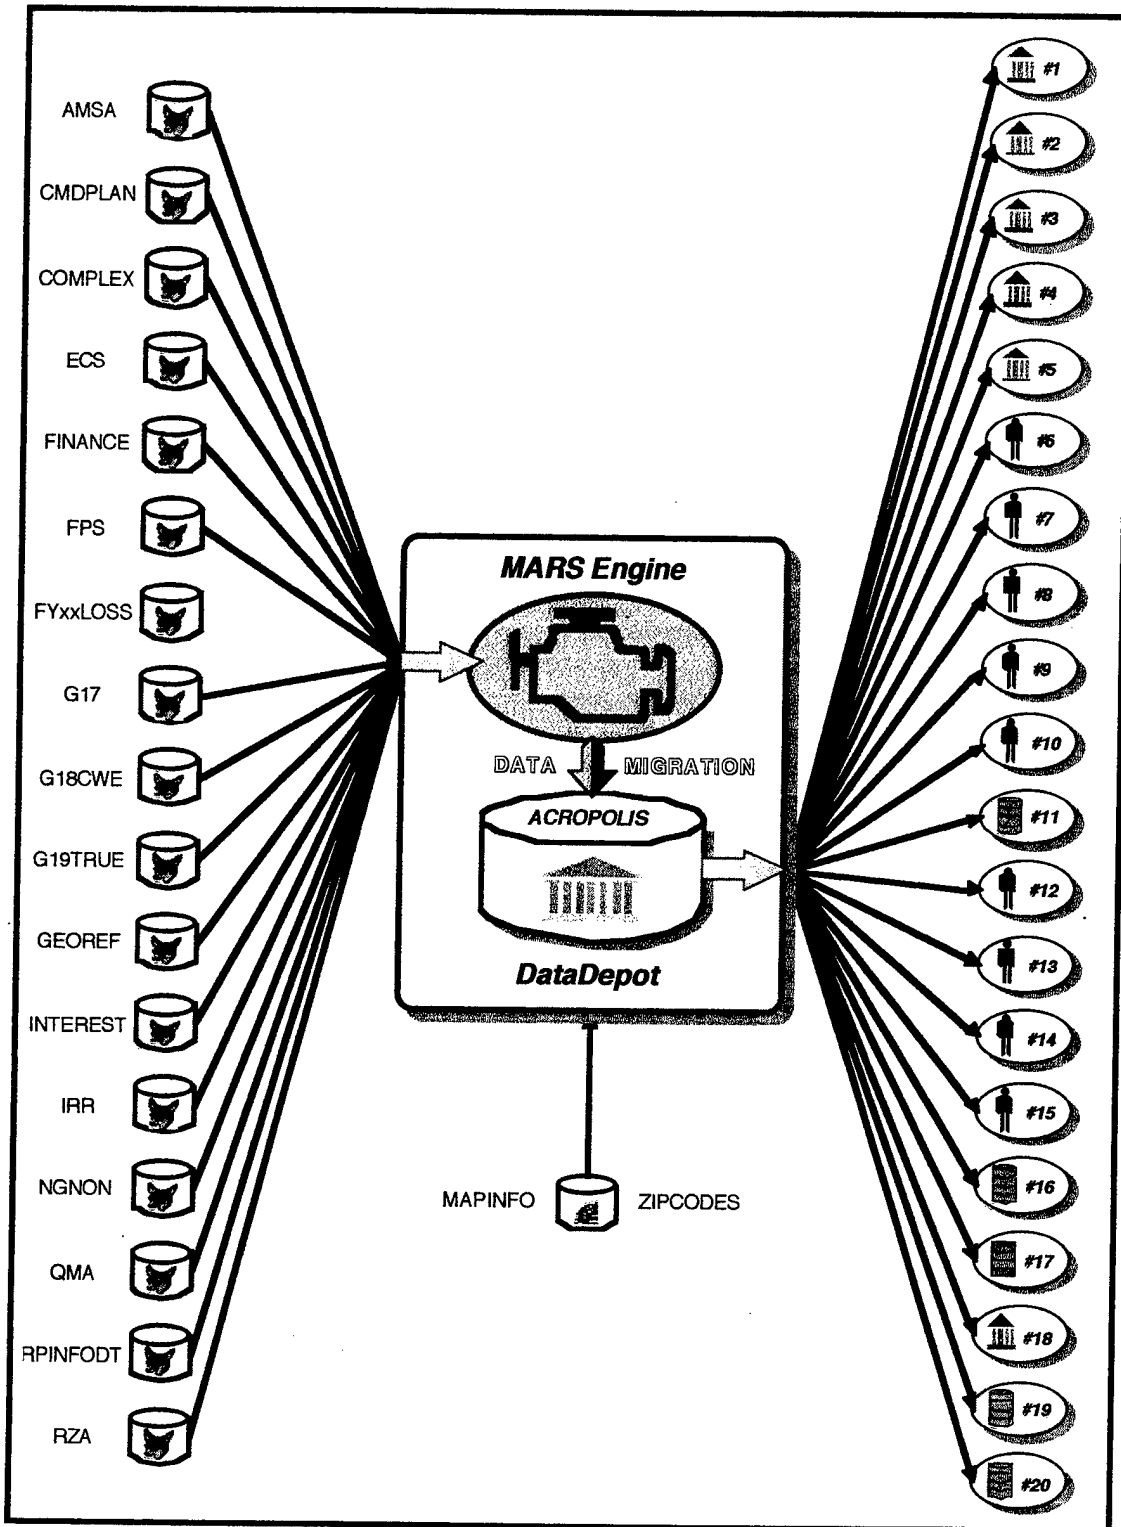 AMSA
CMDPLAN
COMPLEX
ECS
FINANCE
FPS
FYxxLOSS
G17
G18CWE
G19TRUE
GEOREF
INTEREST
IRR
NGNON
QMA
RPINFODT
RZA
MARS Engine
DATA MIGRATION
ACROPOLIS
DataDepot
MAPINFO ZIPCODES
#1
#2
#3
#4
#5
#6
#7
#8
#9
#10
#11
#12
#13
#14
#15
#16
#17
#18
#19
#20